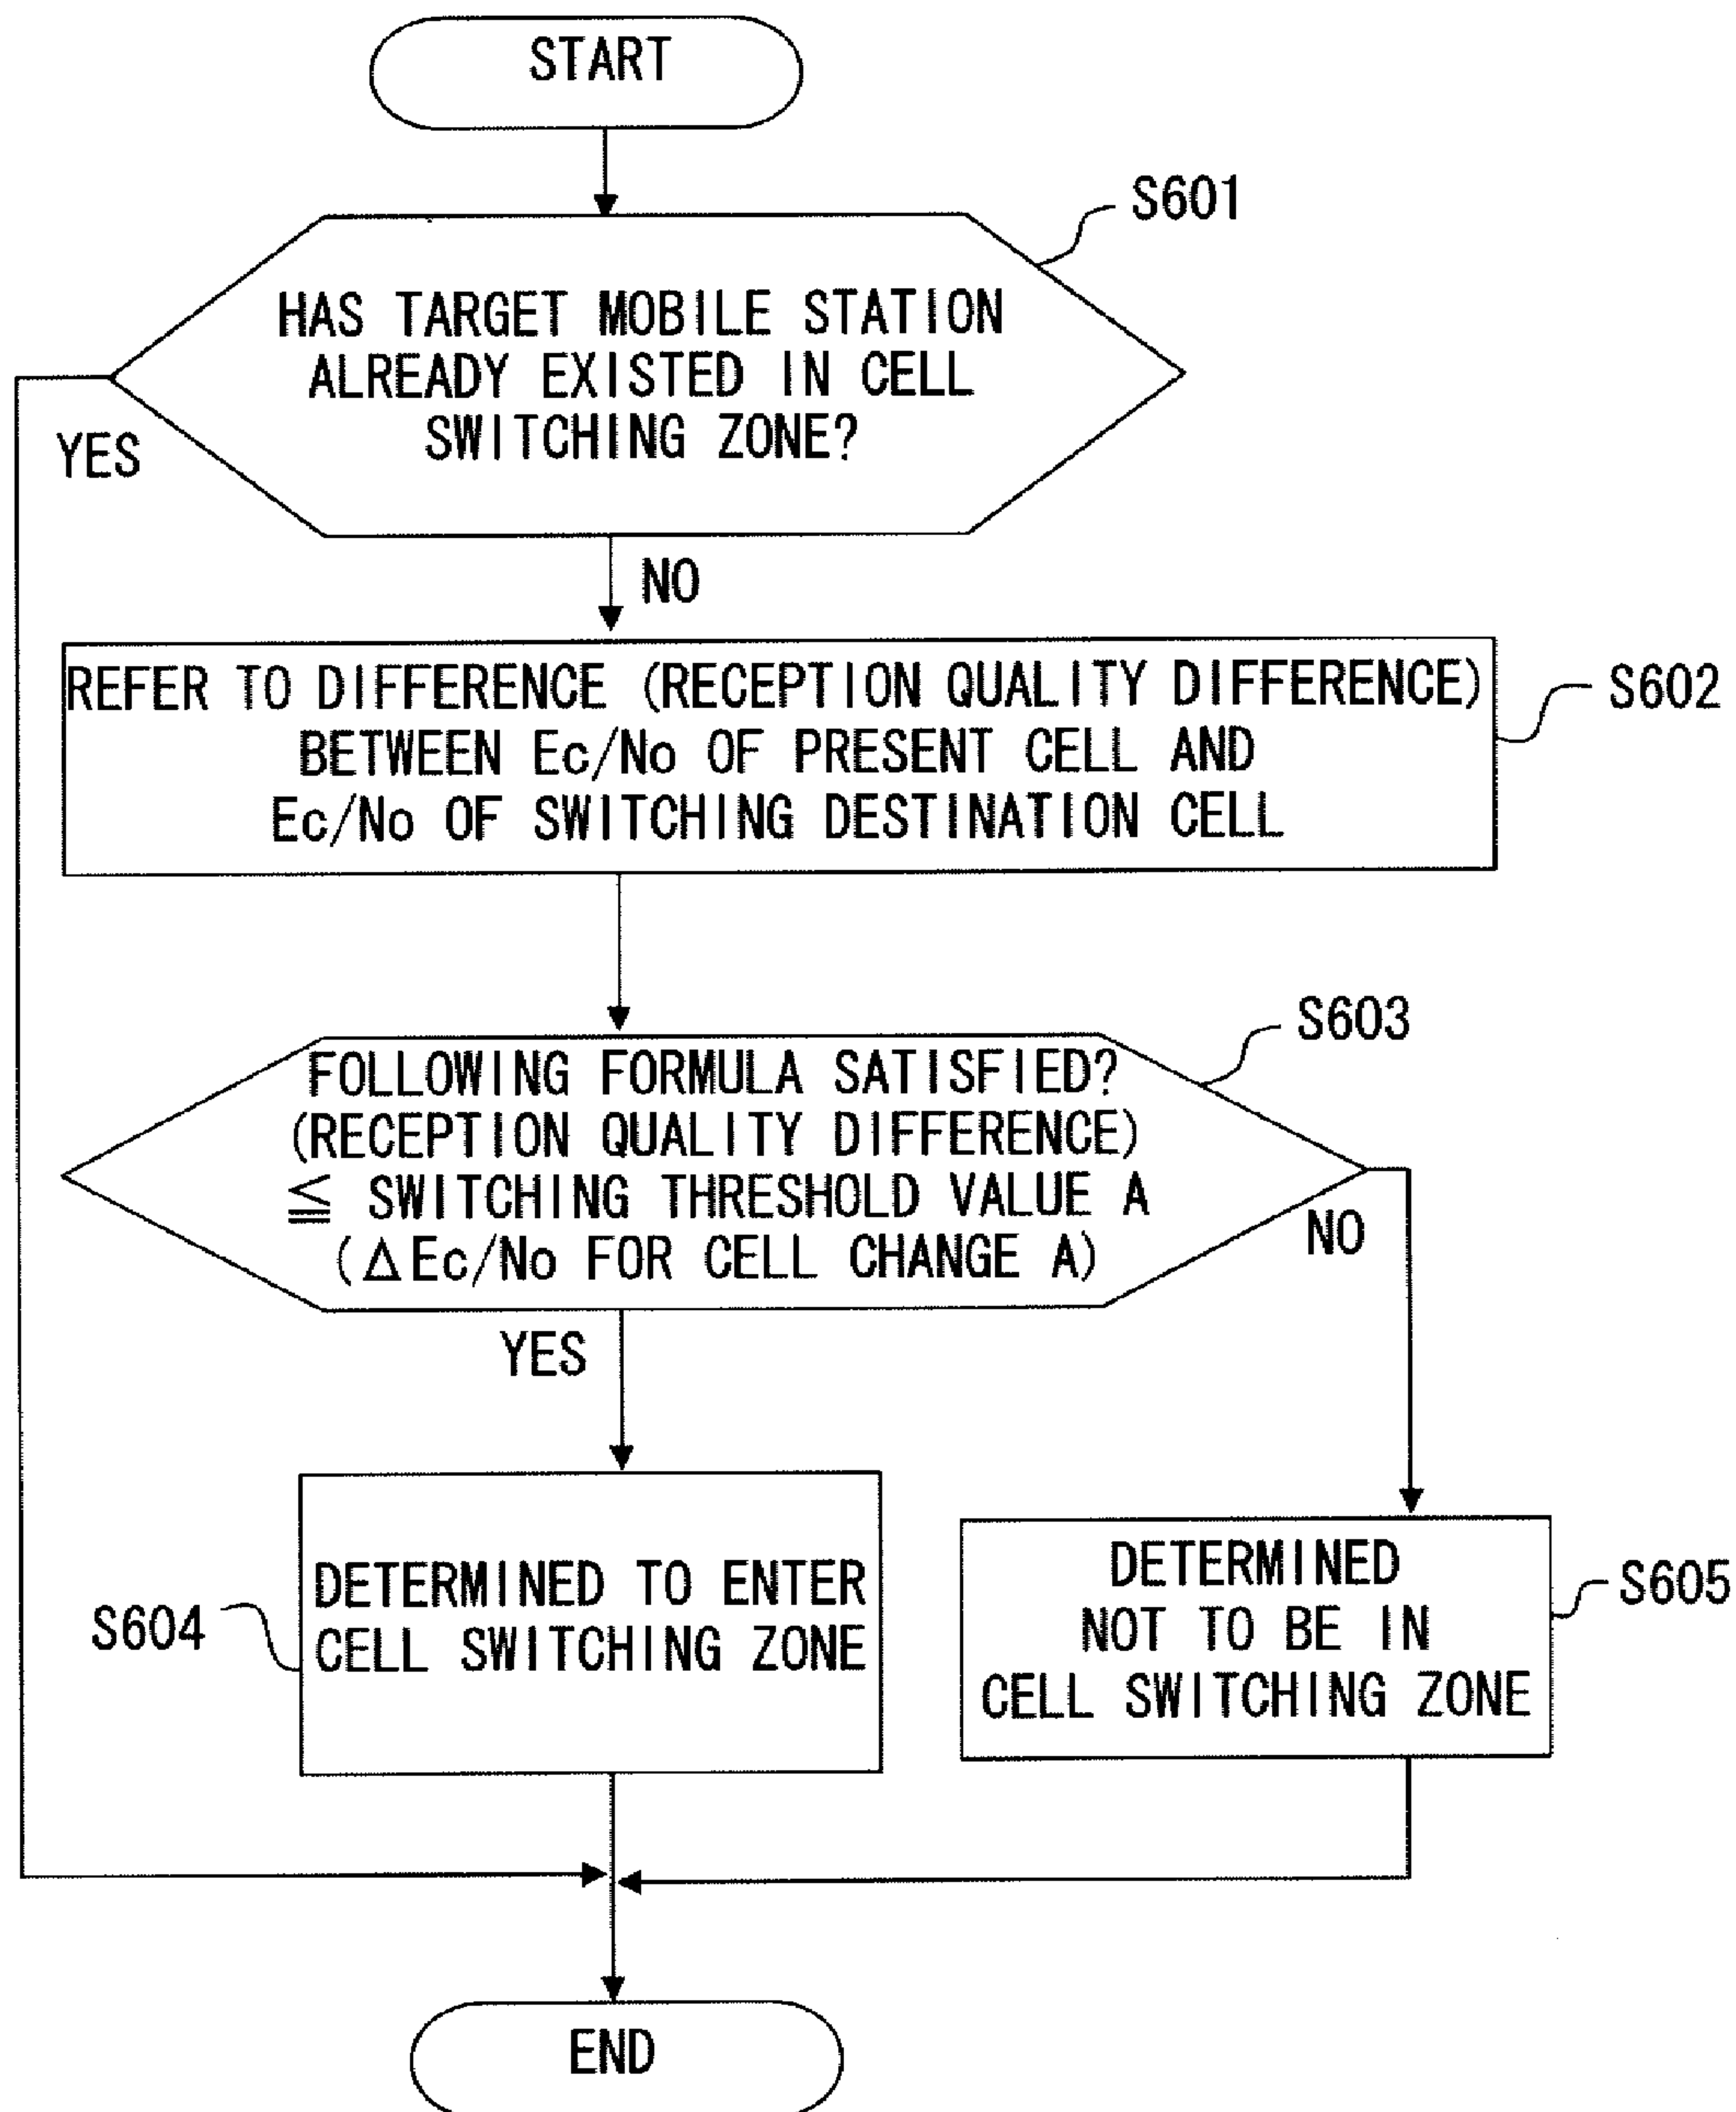 START
S601
HAS TARGET MOBILE STATION
ALREADY EXISTED IN CELL
SWITCHING ZONE?
YES
NO
REFER TO DIFFERENCE (RECEPTION QUALITY DIFFERENCE)
BETWEEN Ec/No OF PRESENT CELL AND
Ec/No OF SWITCHING DESTINATION CELL
S602
S603
FOLLOWING FORMULA SATISFIED?
(RECEPTION QUALITY DIFFERENCE)
≦ SWITCHING THRESHOLD VALUE A
(ΔEc/No FOR CELL CHANGE A)
NO
YES
DETERMINED TO ENTER
CELL SWITCHING ZONE
S604
DETERMINED
NOT TO BE IN
CELL SWITCHING ZONE
S605
END